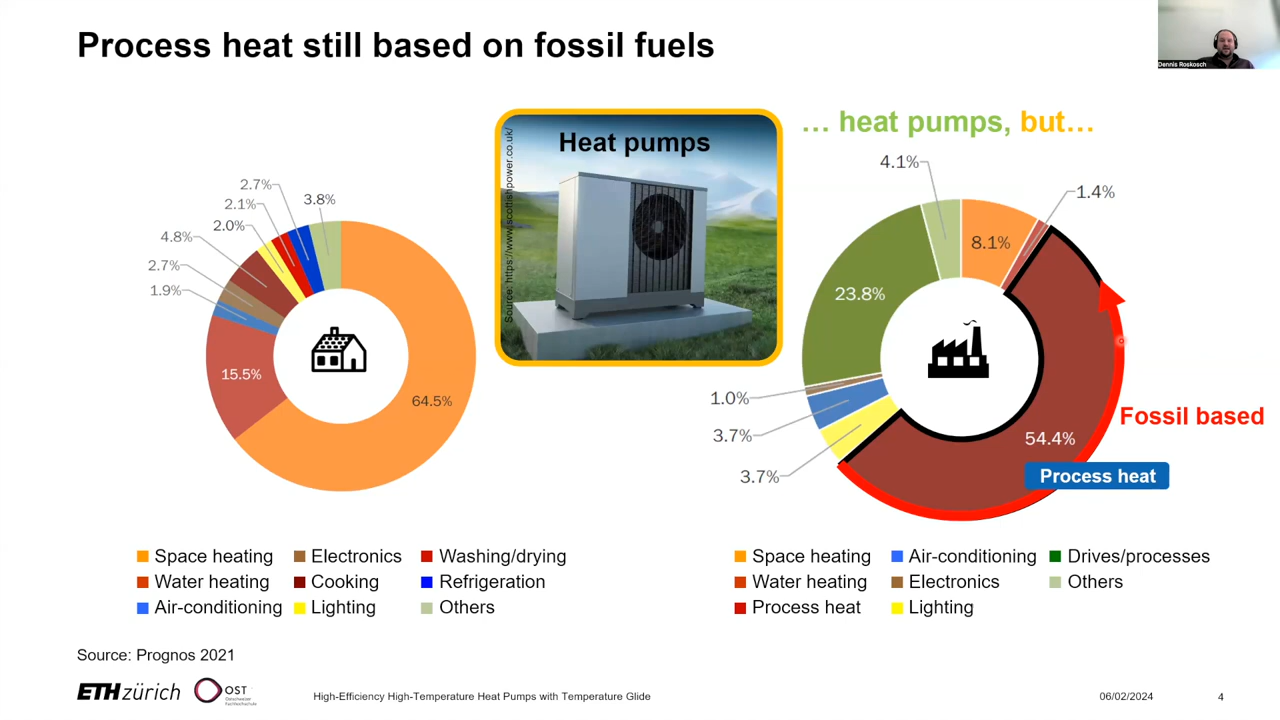 Process heat still based on fossil fuels
Dennis Roskosch
… heat pumps, but…
Heat pumps
Source: https://www.scottishpower.co.uk/
2.7%
3.8%
2.1%
2.0%
4.8%
2.7%
1.9%
15.5%
64.5%
4.1%
1.4%
8.1%
23.8%
1.0%
3.7%
3.7%
54.4%
Fossil based
Process heat
Space heating
Electronics
Washing/drying
Water heating
Cooking
Refrigeration
Air-conditioning
Lighting
Others
Space heating
Air-conditioning
Drives/processes
Water heating
Electronics
Others
Process heat
Lighting
Source: Prognos 2021
ETH zürich
OST
High-Efficiency High-Temperature Heat Pumps with Temperature Glide
06/02/2024
4